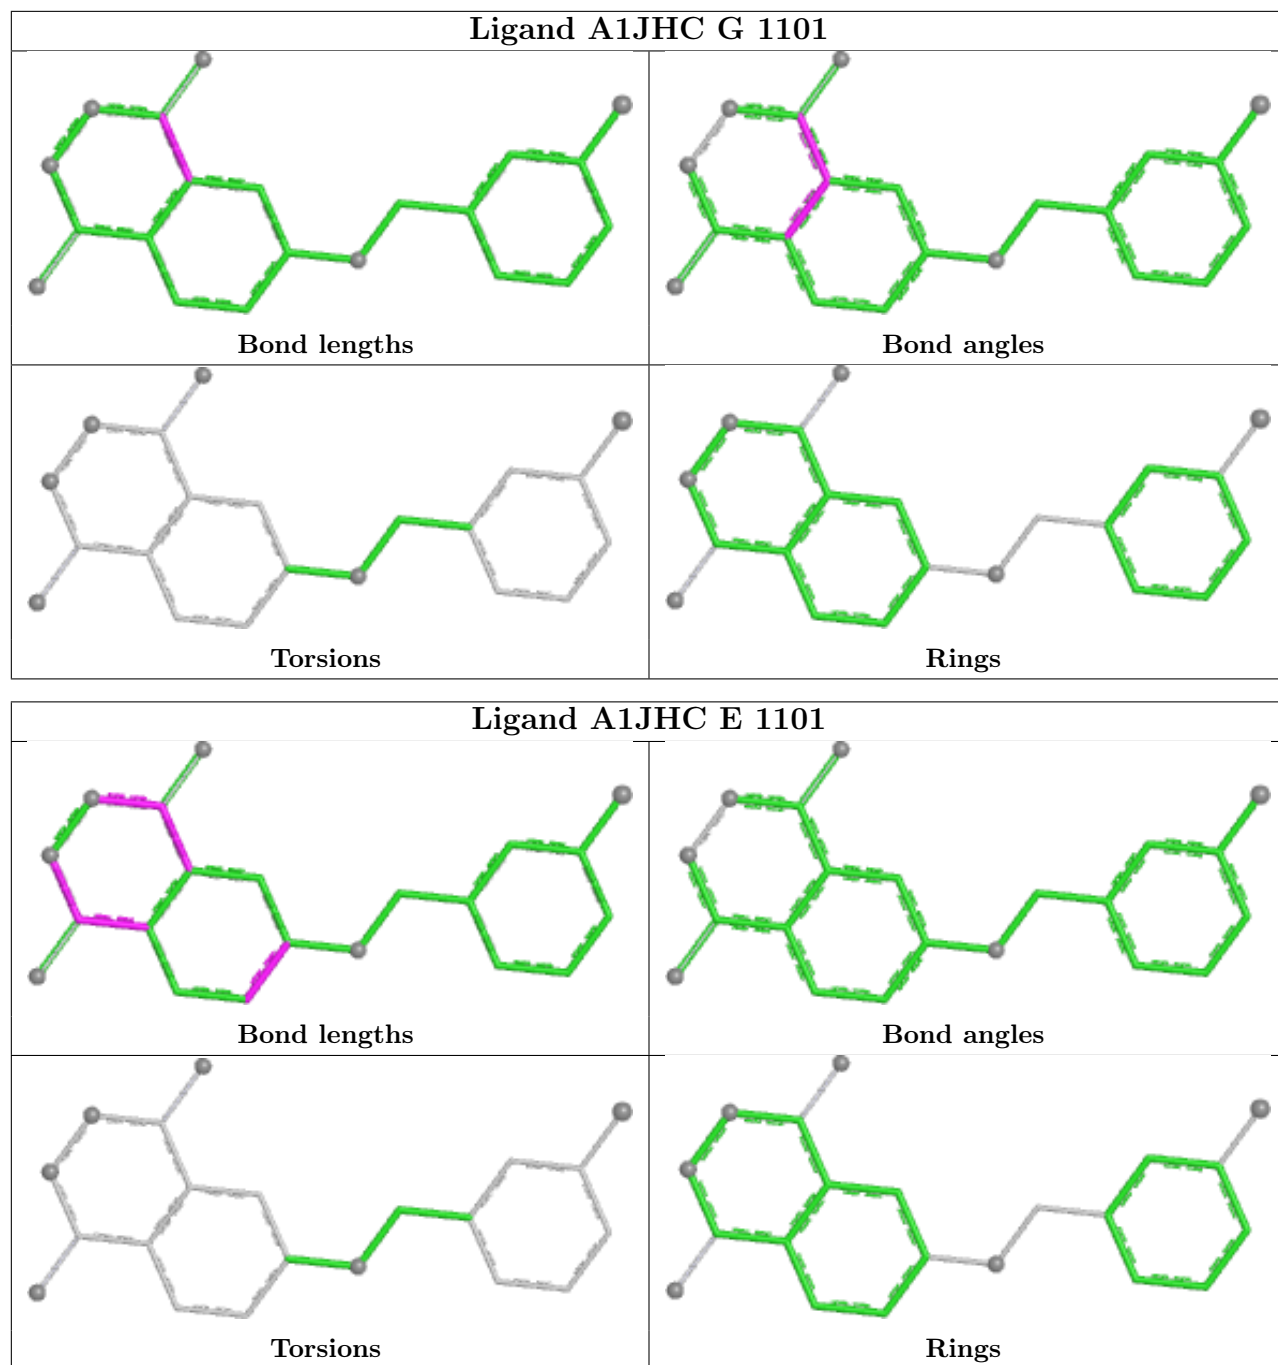 Ligand A1JHC G 1101
Bond lengths
Bond angles
Torsions
Rings
Ligand A1JHC E 1101
Bond lengths
Bond angles
Torsions
Rings